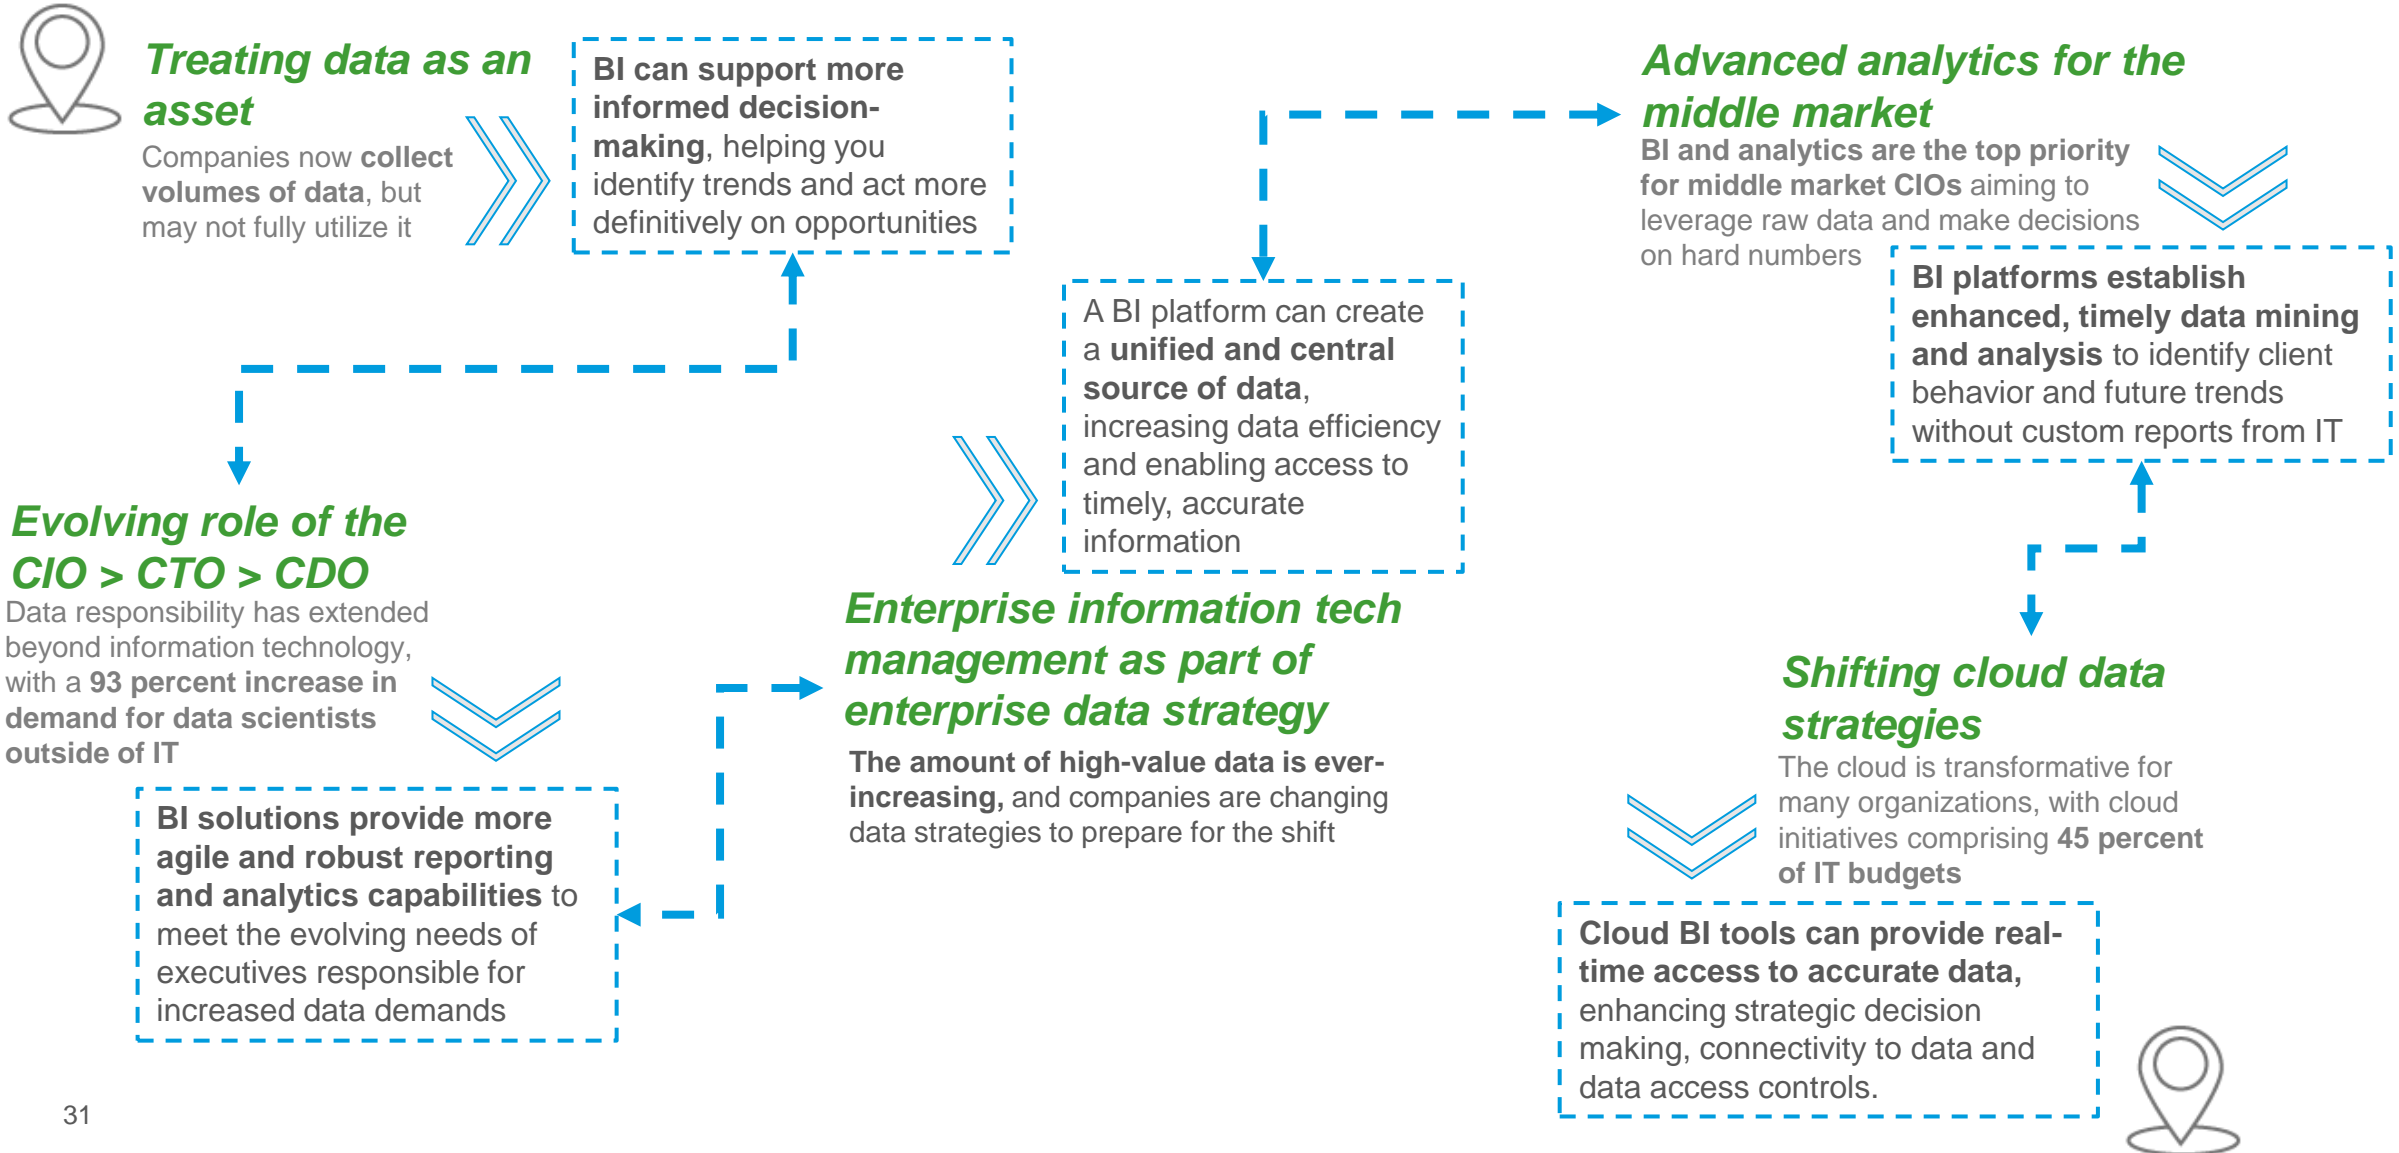 Treating data as an
asset
Companies now collect
volumes of data, but
may not fully utilize it
BI can support more
informed decision-
making, helping you
identify trends and act more
definitively on opportunities
Evolving role of the
CIO > CTO > CDO
Data responsibility has extended
beyond information technology,
with a 93 percent increase in
demand for data scientists
outside of IT
BI solutions provide more
agile and robust reporting
and analytics capabilities to
meet the evolving needs of
executives responsible for
increased data demands
Enterprise information tech
management as part of
enterprise data strategy
The amount of high-value data is ever-
increasing, and companies are changing
data strategies to prepare for the shift
A BI platform can create
a unified and central
source of data,
increasing data efficiency
and enabling access to
timely, accurate
information
Advanced analytics for the
middle market
BI and analytics are the top priority
for middle market CIOs aiming to
leverage raw data and make decisions
on hard numbers
BI platforms establish
enhanced, timely data mining
and analysis to identify client
behavior and future trends
without custom reports from IT
Shifting cloud data
strategies
The cloud is transformative for
many organizations, with cloud
initiatives comprising 45 percent
of IT budgets
Cloud BI tools can provide real-
time access to accurate data,
enhancing strategic decision
making, connectivity to data and
data access controls.
31